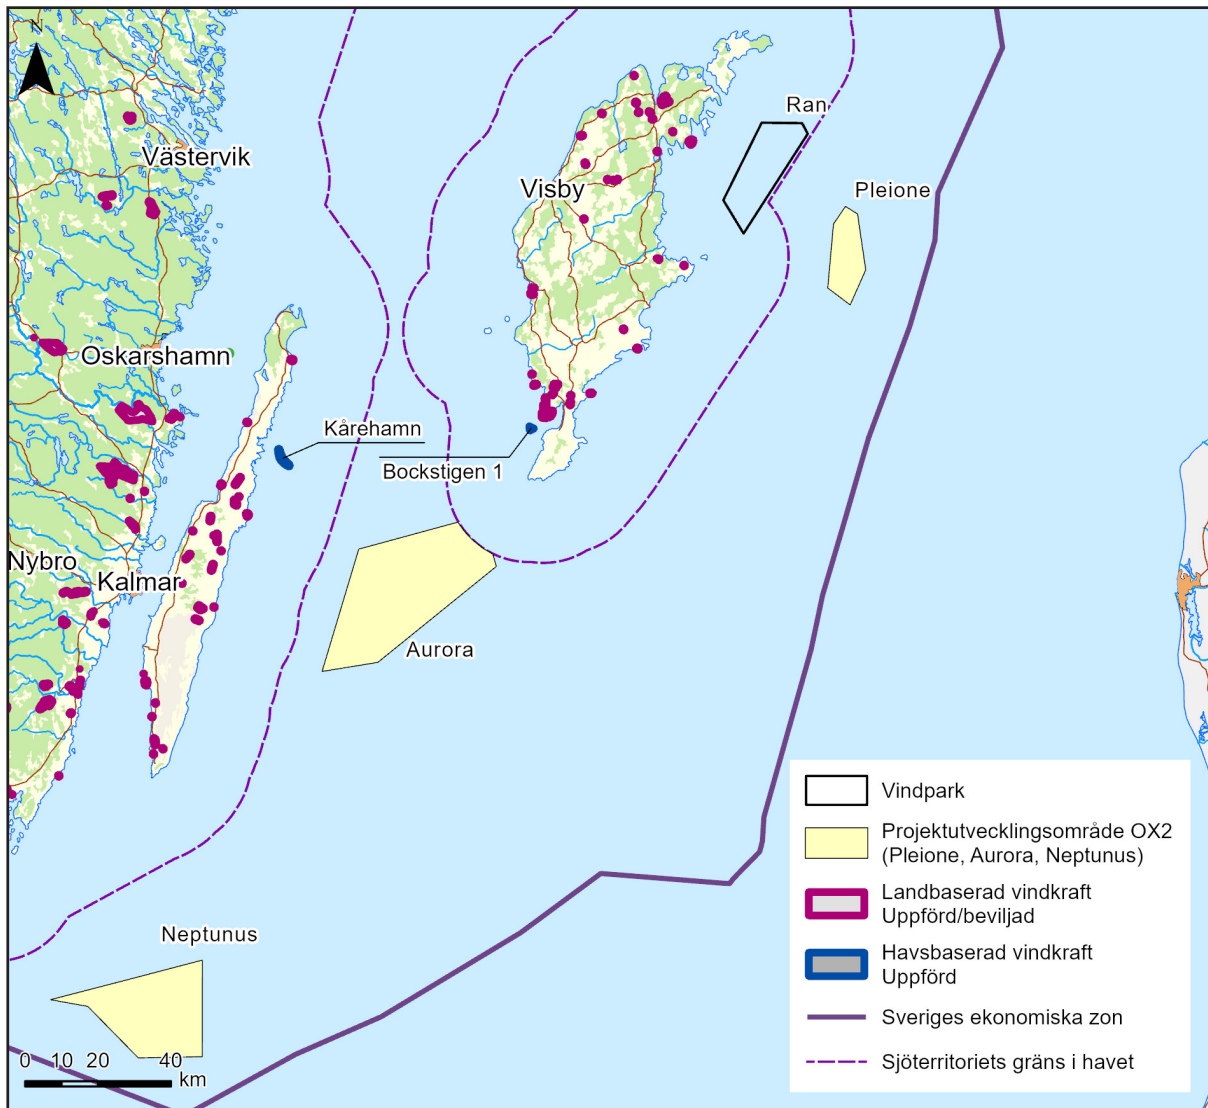 N
Ran
Västervik
Visby
Pleione
Oskarshamn
Kårehamn
Bockstigen 1
Nybro
Kalmar
Aurora
Neptunus
0 10 20 40
km
Vindpark
Projektutvecklingsområde OX2
(Pleione, Aurora, Neptunus)
Landbaserad vindkraft
Uppförd/beviljad
Havsbaserad vindkraft
Uppförd
Sveriges ekonomiska zon
Sjöterritoriets gräns i havet